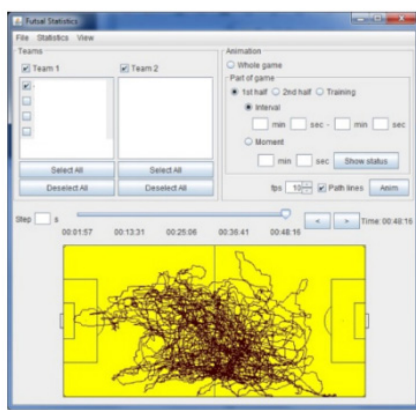 Futsal Statistics
File Statistics View
Teams
Team 1 Team 2
Select All Select All
Deselect All Deselect All
Animation
Whole game
Part of game
1st half 2nd half Training
Interval
min sec - min sec
Moment
min sec Show status
fps 10 Path lines Anim
Step s < > Time: 00:48:16
00:01:57 00:13:31 00:25:06 00:36:41 00:48:16